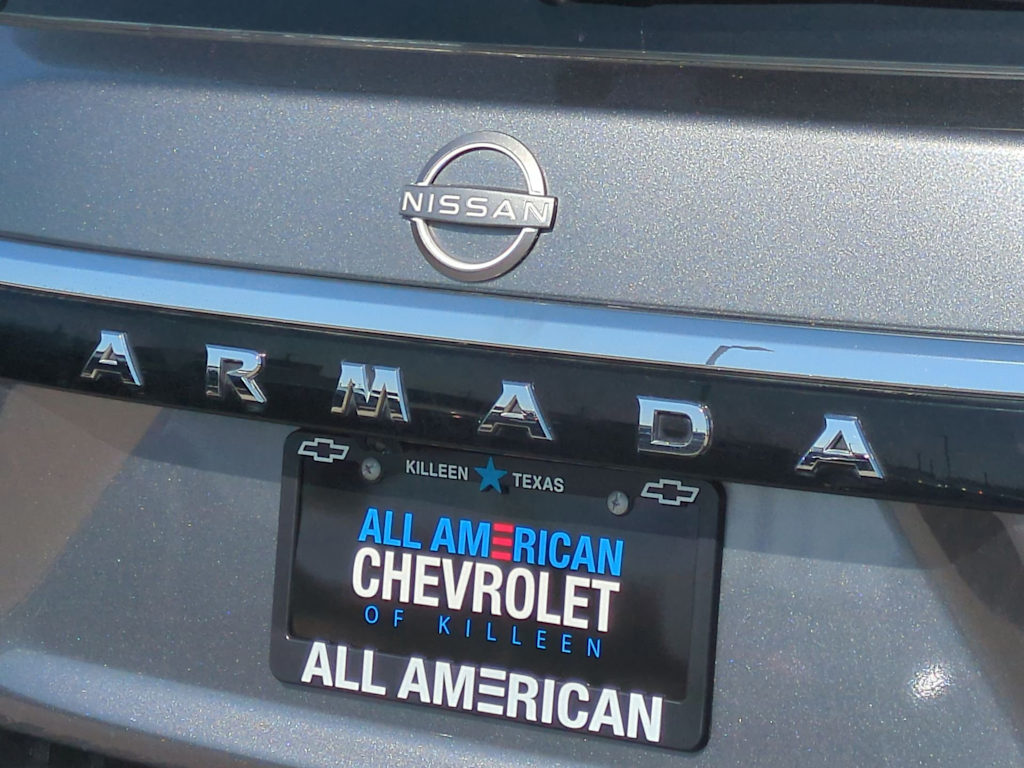 NISSAN
ARMADA
KILLEEN TEXAS
ALL AMERICAN
CHEVROLET
OF KILLEEN
ALL AMERICAN